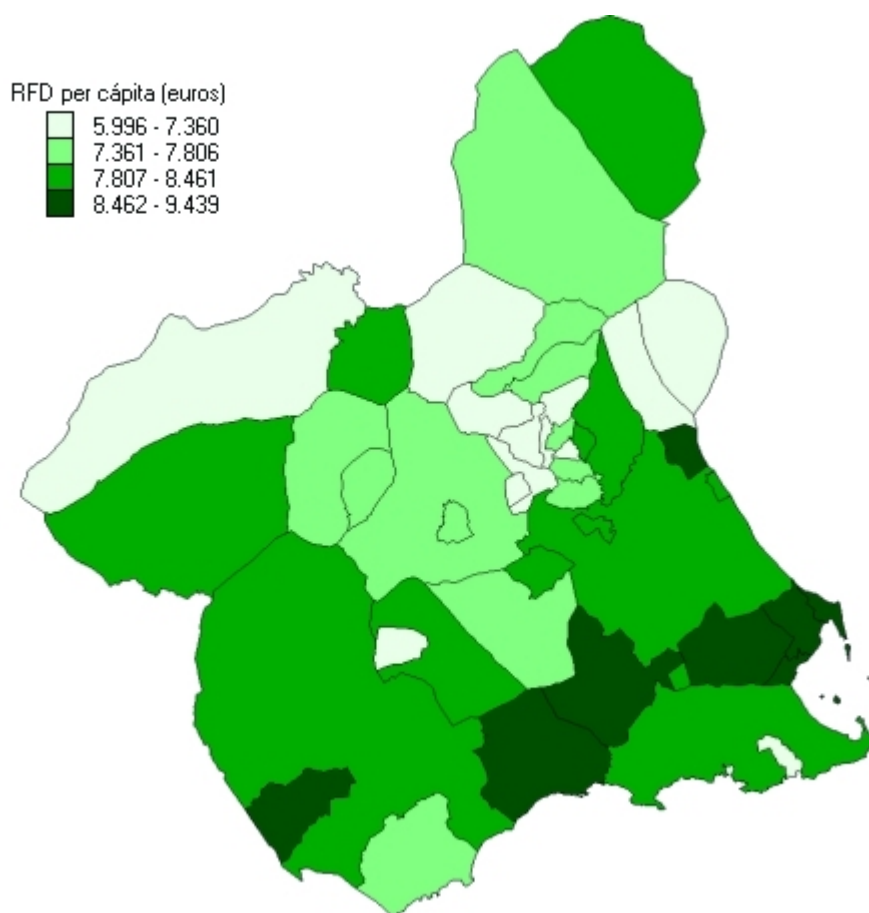 RFD per cápita (euros)
5.996 - 7.360
7.361 - 7.806
7.807 - 8.461
8.462 - 9.439